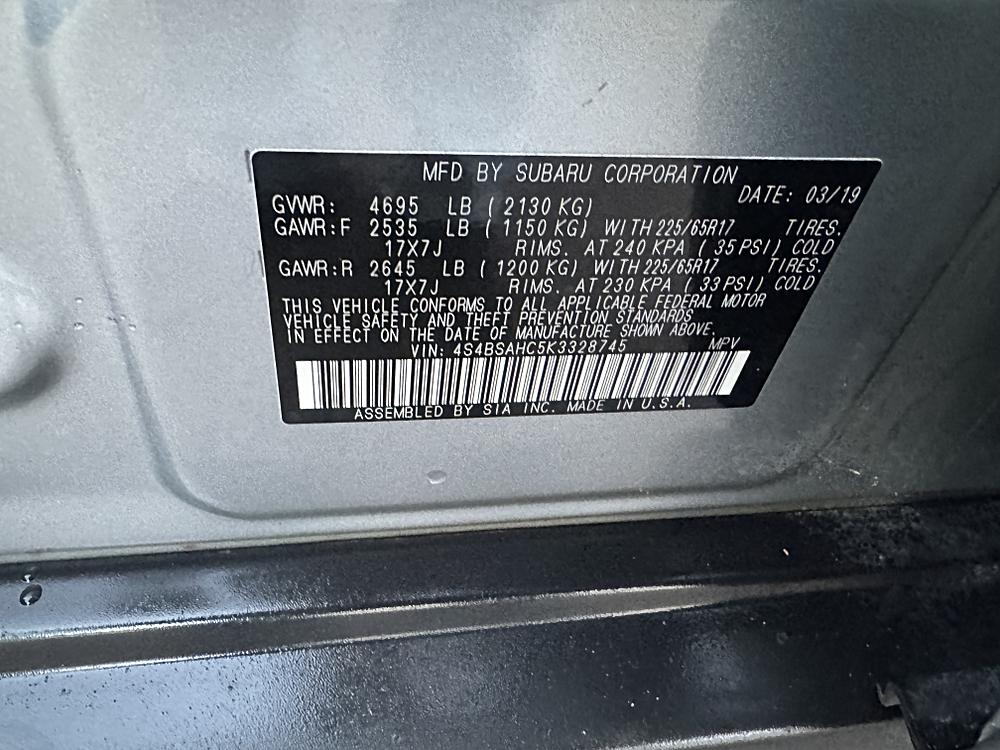 MFD BY SUBARU CORPORATION
DATE: 03/19
GVWR: 4695 LB ( 2130 KG)
GAWR:F 2535 LB ( 1150 KG) WITH 225/65R17 TIRES.
17X7J RIMS. AT 240 KPA ( 35 PSI) COLD
GAWR:R 2645 LB ( 1200 KG) WITH 225/65R17 TIRES.
17X7J RIMS. AT 230 KPA ( 33 PSI) COLD
THIS VEHICLE CONFORMS TO ALL APPLICABLE FEDERAL MOTOR
VEHICLE SAFETY AND THEFT PREVENTION STANDARDS
IN EFFECT ON THE DATE OF MANUFACTURE SHOWN ABOVE.
VIN: 4S4BSAHC5K3328745 MPV
ASSEMBLED BY SIA INC. MADE IN U.S.A.